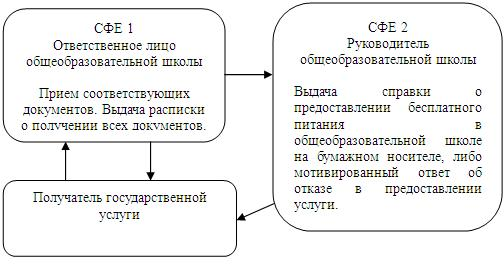 СФЕ 1
Ответственное лицо
общеобразовательной школы
Прием соответствующих
документов. Выдача расписки
о получении всех документов.
СФЕ 2
Руководитель
общеобразовательной школы
Выдача справки о
предоставлении бесплатного
питания в
общеобразовательной школе
на бумажном носителе, либо
мотивированный ответ об
отказе в предоставлении
услуги.
Получатель государственной
услуги